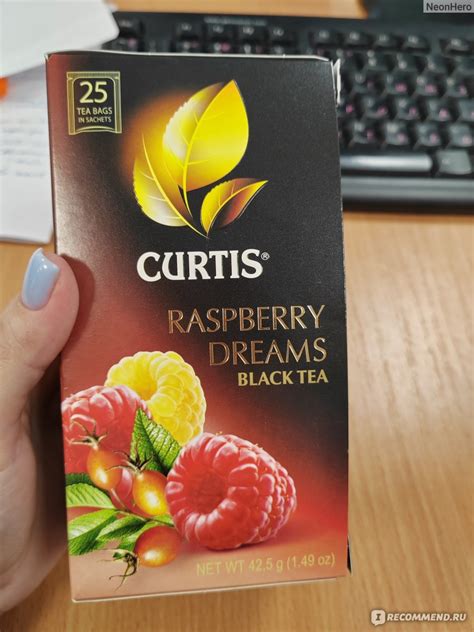 NeonHero
25
TEA BAGS
IN SACHETS
CURTIS®
RASPBERRY
DREAMS
BLACK TEA
NET WT 42.5 g (1.49 oz)
I RECOMMEND.RU